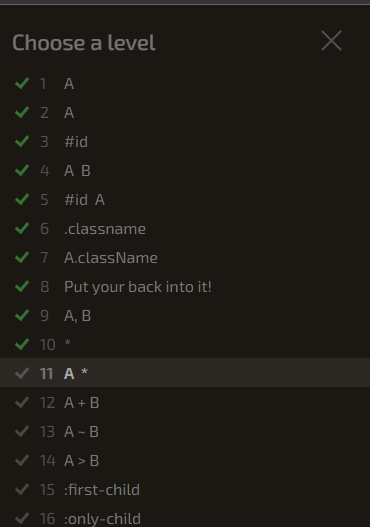 Choose a level
1 A
2 A
3 #id
4 A B
5 #id A
6 .classname
7 A.className
8 Put your back into it!
9 A, B
10 *
11 A *
12 A + B
13 A ~ B
14 A > B
15 :first-child
16 :only-child